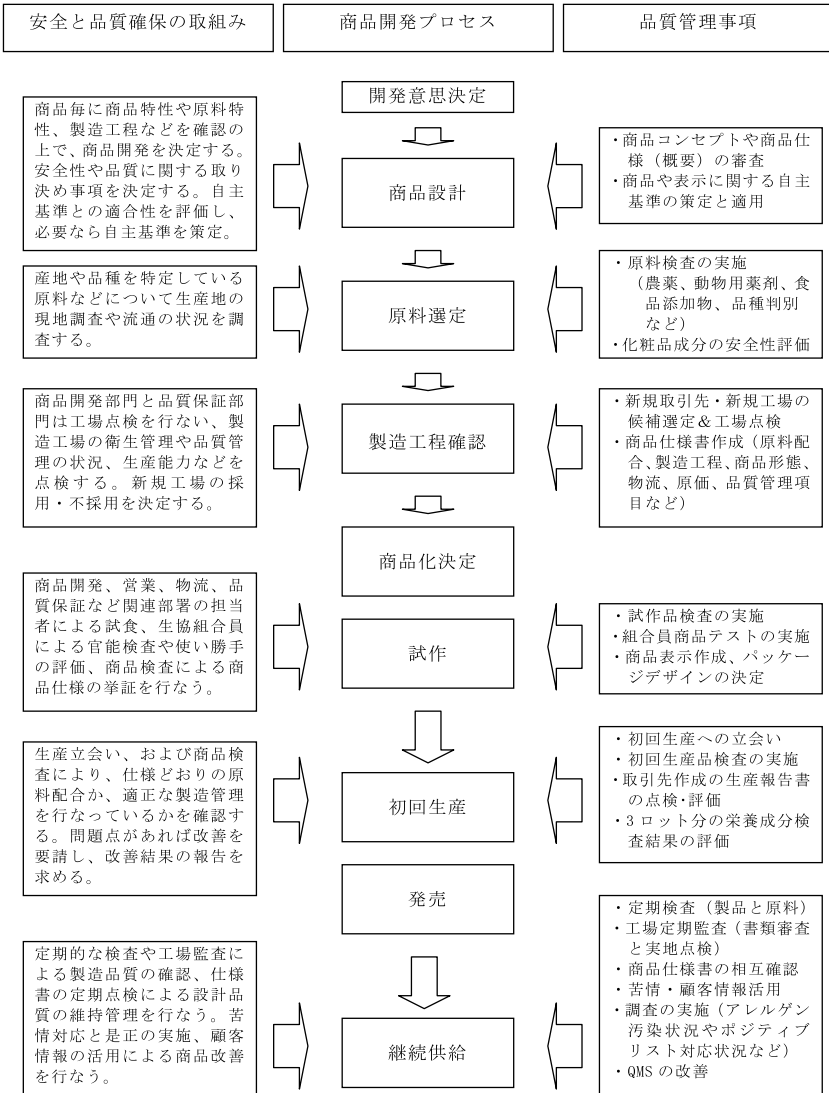 安全と品質確保の取組み
商品開発プロセス
品質管理事項
開発意思決定
商品毎に商品特性や原料特
性、製造工程などを確認の
上で、商品開発を決定する。
安全性や品質に関する取り
決め事項を決定する。自主
基準との適合性を評価し、
必要なら自主基準を策定。
商品設計
・商品コンセプトや商品仕
様（概要）の審査
・商品や表示に関する自主
基準の策定と適用
産地や品種を特定している
原料などについて生産地の
現地調査や流通の状況を調
査する。
原料選定
・原料検査の実施
（農薬、動物用薬剤、食
品添加物、品種判別
など）
・化粧品成分の安全性評価
商品開発部門と品質保証部
門は工場点検を行ない、製
造工場の衛生管理や品質管
理の状況、生産能力などを
点検する。新規工場の採
用・不採用を決定する。
製造工程確認
・新規取引先・新規工場の
候補選定＆工場点検
・商品仕様書作成（原料配
合、製造工程、商品形態、
物流、原価、品質管理項
目など）
商品化決定
商品開発、営業、物流、品
質保証など関連部署の担当
者による試食、生協組合員
による官能検査や使い勝手
の評価、商品検査による商
品仕様の挙証を行なう。
試作
・試作品検査の実施
・組合員商品テストの実施
・商品表示作成、パッケー
ジデザインの決定
生産立会い、および商品検
査により、仕様どおりの原
料配合か、適正な製造管理
を行なっているかを確認す
る。問題点があれば改善を
要請し、改善結果の報告を
求める。
初回生産
・初回生産への立会い
・初回生産品検査の実施
・取引先作成の生産報告書
の点検・評価
・3 ロット分の栄養成分検
査結果の評価
発売
定期的な検査や工場監査に
よる製造品質の確認、仕様
書の定期点検による設計品
質の維持管理を行なう。苦
情対応と是正の実施、顧客
情報の活用による商品改善
を行なう。
継続供給
・定期検査（製品と原料）
・工場定期監査（書類審査
と実地点検）
・商品仕様書の相互確認
・苦情・顧客情報活用
・調査の実施（アレルゲン
汚染状況やポジティブ
リスト対応状況など）
・QMS の改善